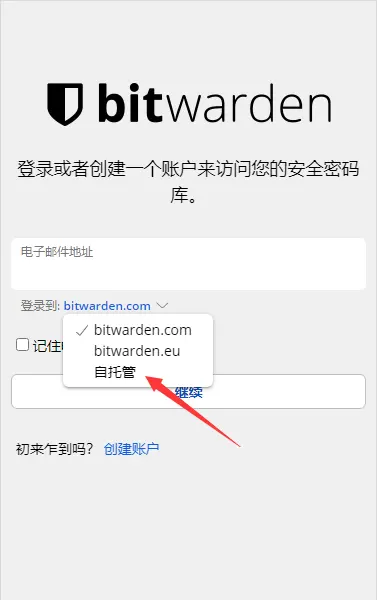 bitwarden
登录或者创建一个账户来访问您的安全密码
库。
电子邮件地址
登录到: bitwarden.com
bitwarden.com
bitwarden.eu
记住
自托管
继续
初来乍到吗? 创建账户